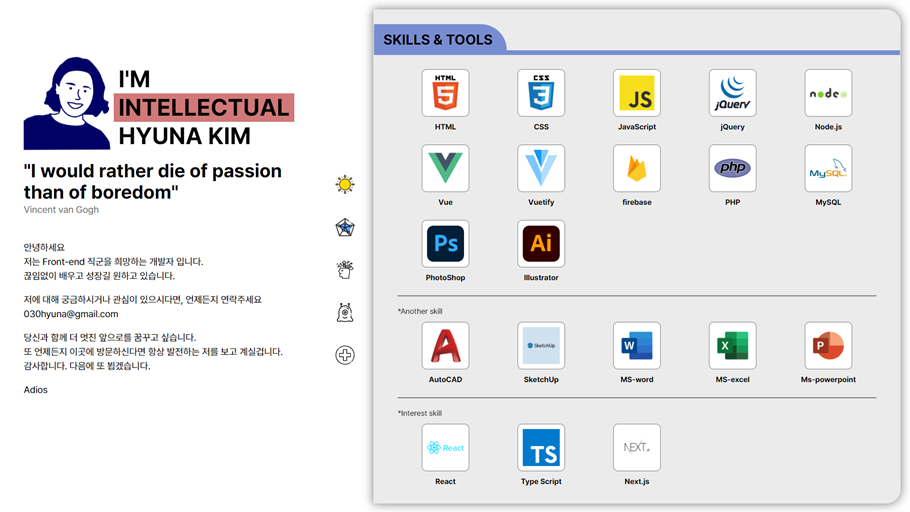 I'M
INTELLECTUAL
HYUNA KIM
"I would rather die of passion
than of boredom"
Vincent van Gogh
안녕하세요
저는 Front-end 직군을 희망하는 개발자 입니다.
끊임없이 배우고 성장길 원하고 있습니다.
저에 대해 궁금하시거나 관심이 있으시다면, 언제든지 연락주세요
030hyuna@gmail.com
당신과 함께 더 멋진 앞으로를 꿈꾸고 싶습니다.
또 언제든지 이곳에 방문하신다면 항상 발전하는 저를 보고 계실겁니다.
감사합니다. 다음에 또 뵙겠습니다.
Adios
SKILLS & TOOLS
HTML 5
CSS 3
JS
jQuery
node
HTML
CSS
JavaScript
jQuery
Node.js
php
MySQL
Vue
Vuetify
firebase
PHP
MySQL
Ps
Ai
PhotoShop
Illustrator
*Another skill
A
SketchUp
W
X
P
AutoCAD
SketchUp
MS-word
MS-excel
Ms-powerpoint
*Interest skill
React
TS
NEXT.js
React
Type Script
Next.js